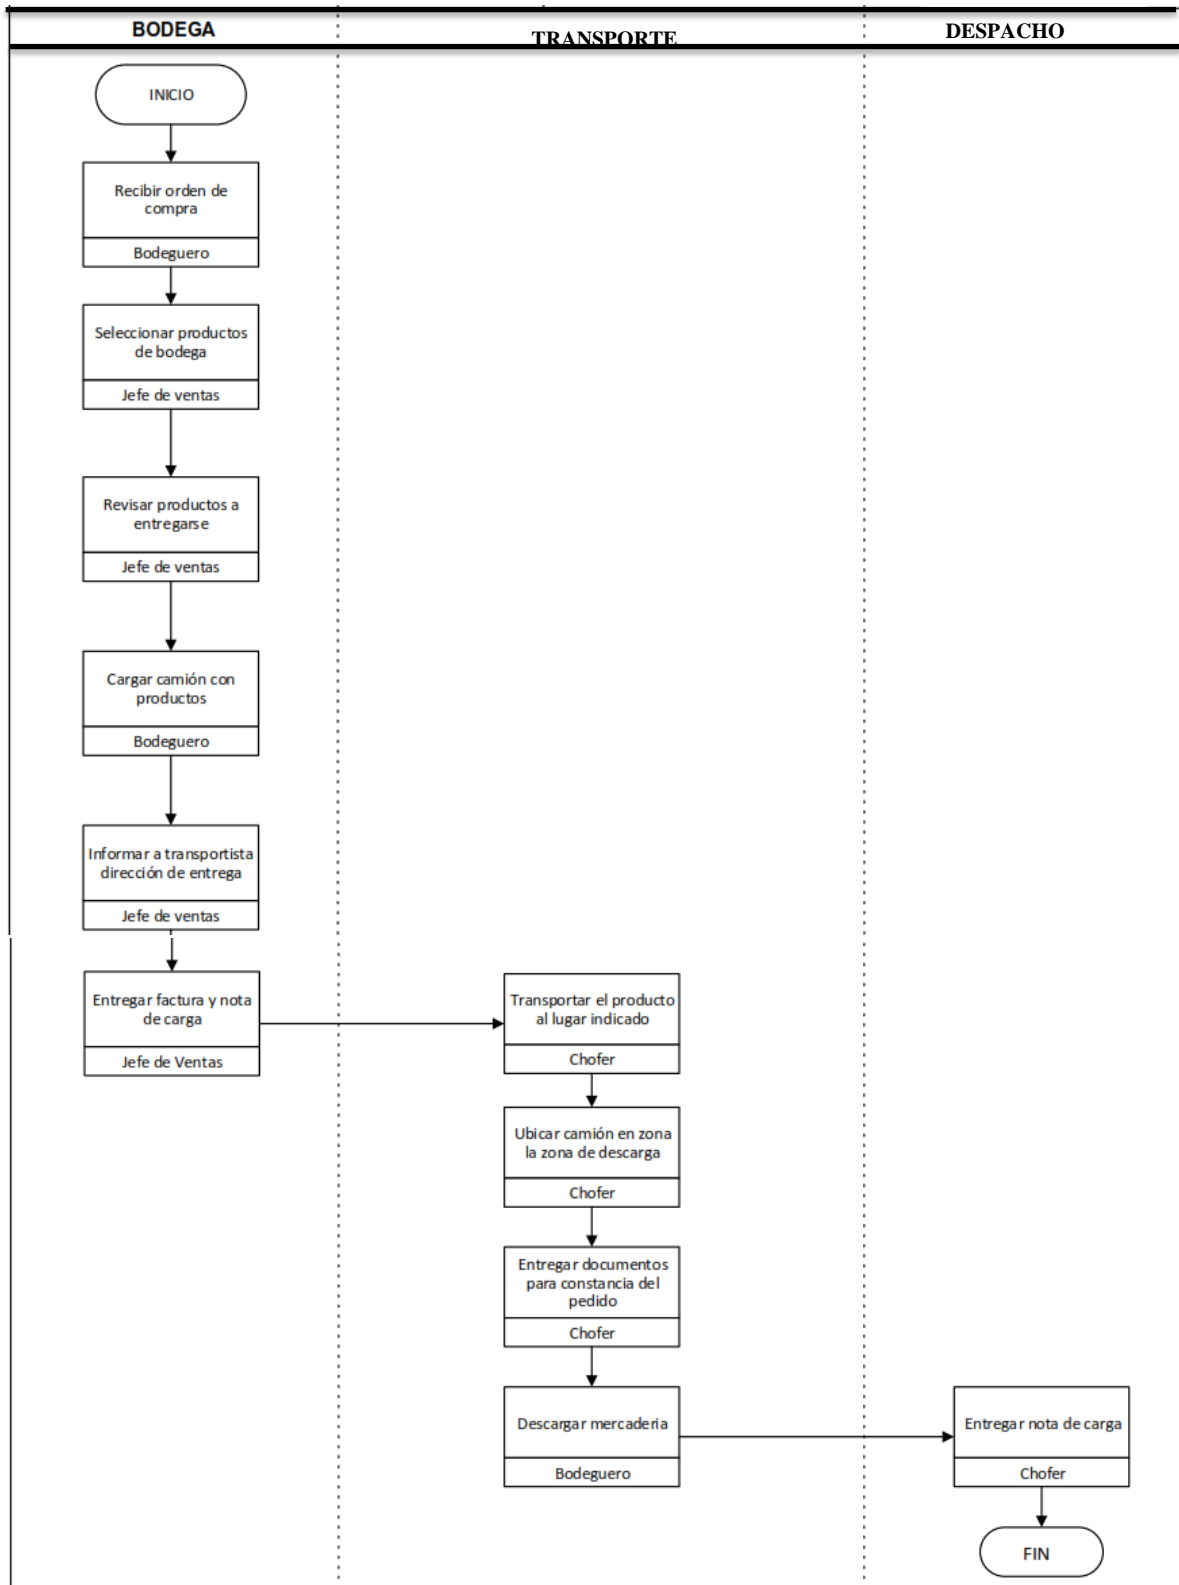 BODEGA
TRANSPORTE
DESPACHO
INICIO
Recibir orden de
compra
Bodeguero
Seleccionar productos
de bodega
Jefe de ventas
Revisar productos a
entregarse
Jefe de ventas
Cargar camión con
productos
Bodeguero
Informar a transportista
dirección de entrega
Jefe de ventas
Entregar factura y nota
de carga
Jefe de Ventas
Transportar el producto
al lugar indicado
Chofer
Ubicar camión en zona
la zona de descarga
Chofer
Entregar documentos
para constancia del
pedido
Chofer
Descargar mercaderia
Bodeguero
Entregar nota de carga
Chofer
FIN